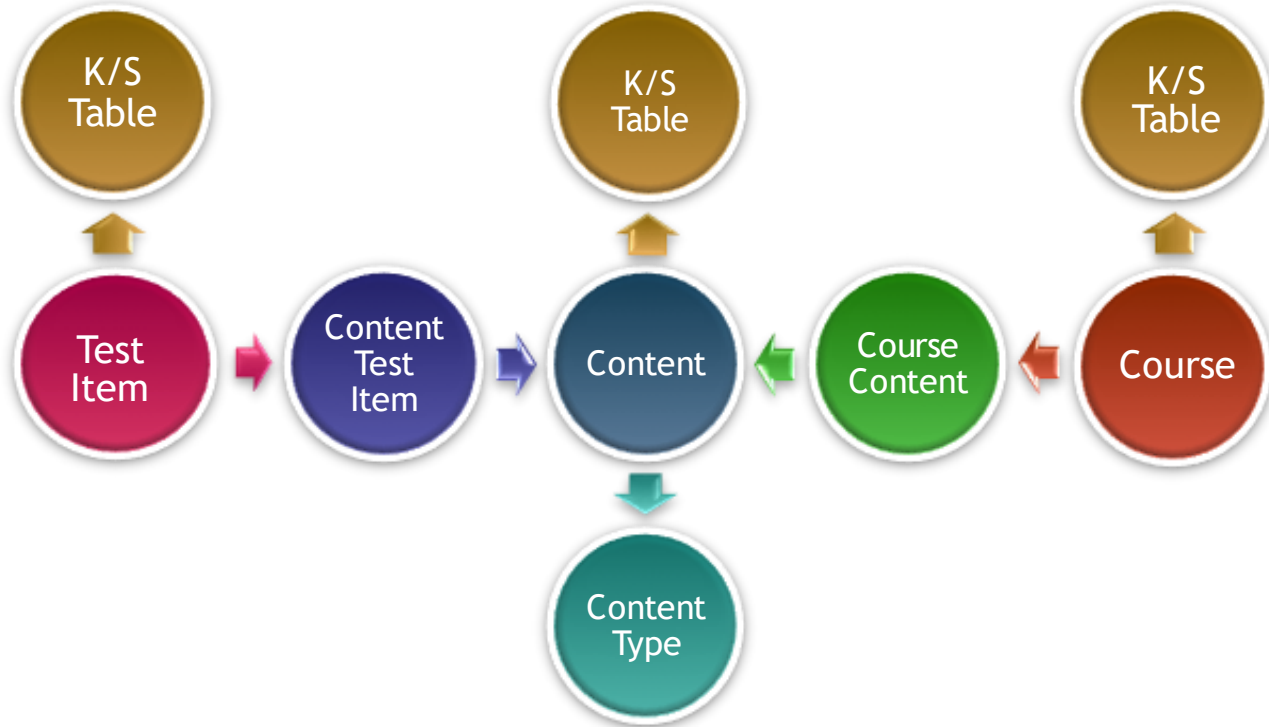 K/S
Table
K/S
Table
K/S
Table
Test
Item
Content
Test
Item
Content
Course
Content
Course
Content
Type